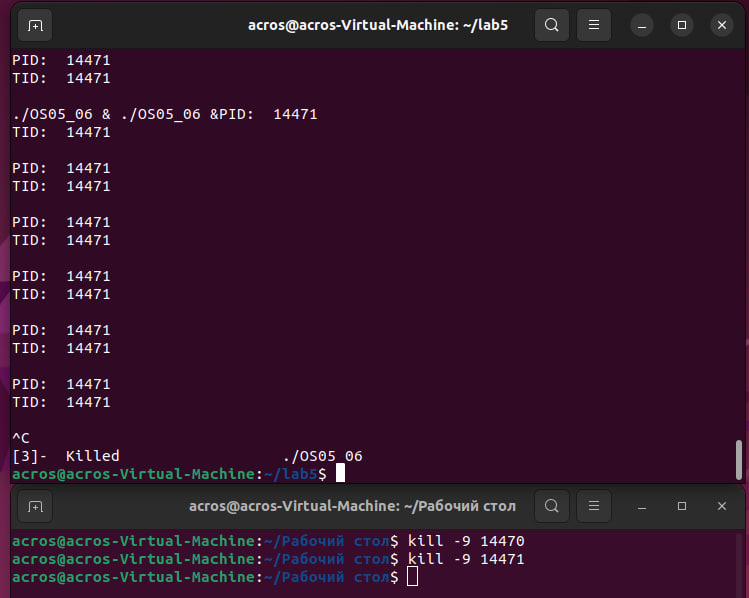 acros@acros-Virtual-Machine: ~/lab5
PID:  14471
TID:  14471
./OS05_06 & ./OS05_06 &PID:  14471
TID:  14471
PID:  14471
TID:  14471
PID:  14471
TID:  14471
PID:  14471
TID:  14471
PID:  14471
TID:  14471
PID:  14471
TID:  14471
^C
[3]-  Killed                  ./OS05_06
acros@acros-Virtual-Machine:~/lab5$
acros@acros-Virtual-Machine: ~/Рабочий стол
acros@acros-Virtual-Machine:~/Рабочий стол$ kill -9 14470
acros@acros-Virtual-Machine:~/Рабочий стол$ kill -9 14471
acros@acros-Virtual-Machine:~/Рабочий стол$